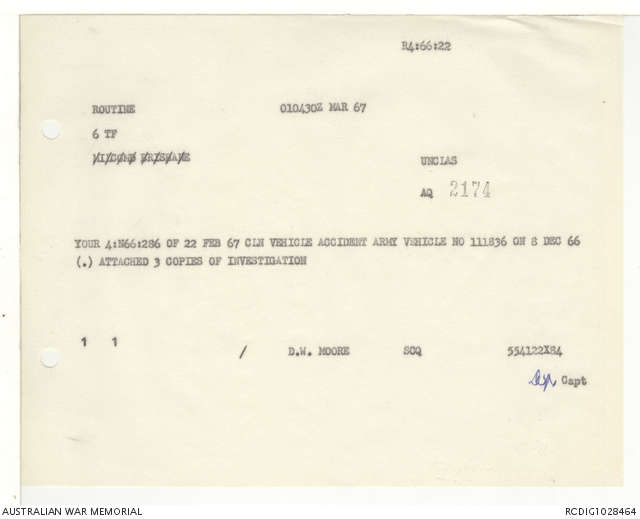 R4:66:22
ROUTINE 010430Z MAR 67
6 TF
UNCLAS
AQ 2174
YOUR 4:N66:286 OF 22 FEB 67 CLN VEHICLE ACCIDENT ARMY VEHICLE NO 111836 ON 8 DEC 66
(.) ATTACHED 3 COPIES OF INVESTIGATION
1 1 / D.W. MOORE SCQ 554122X84
Capt
AUSTRALIAN WAR MEMORIAL RCDIG1028464